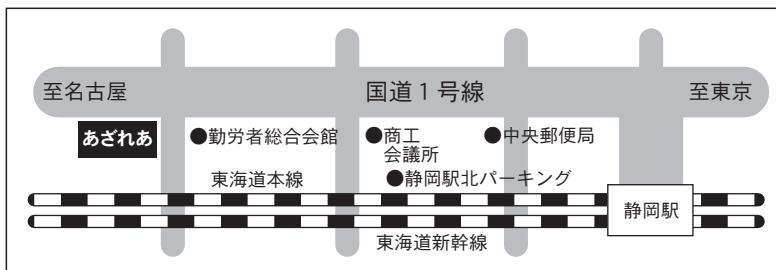 至名古屋
国道1号線
至東京
あざれあ
●勤労者総合会館
●商工
会議所
●中央郵便局
●静岡駅北パーキング
東海道本線
静岡駅
東海道新幹線